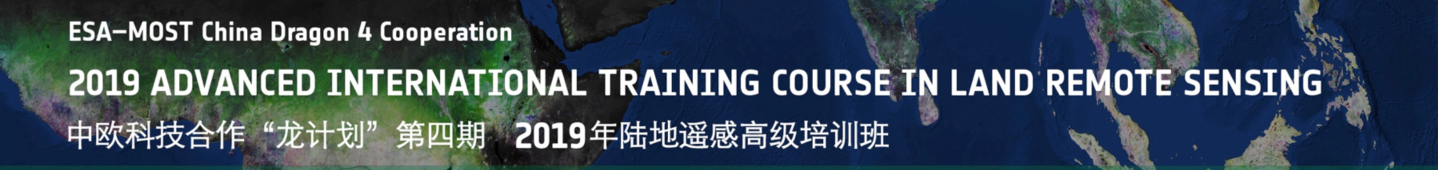 ESA–MOST China Dragon 4 Cooperation
2019 ADVANCED INTERNATIONAL TRAINING COURSE IN LAND REMOTE SENSING
中欧科技合作“龙计划”第四期 2019年陆地遥感高级培训班